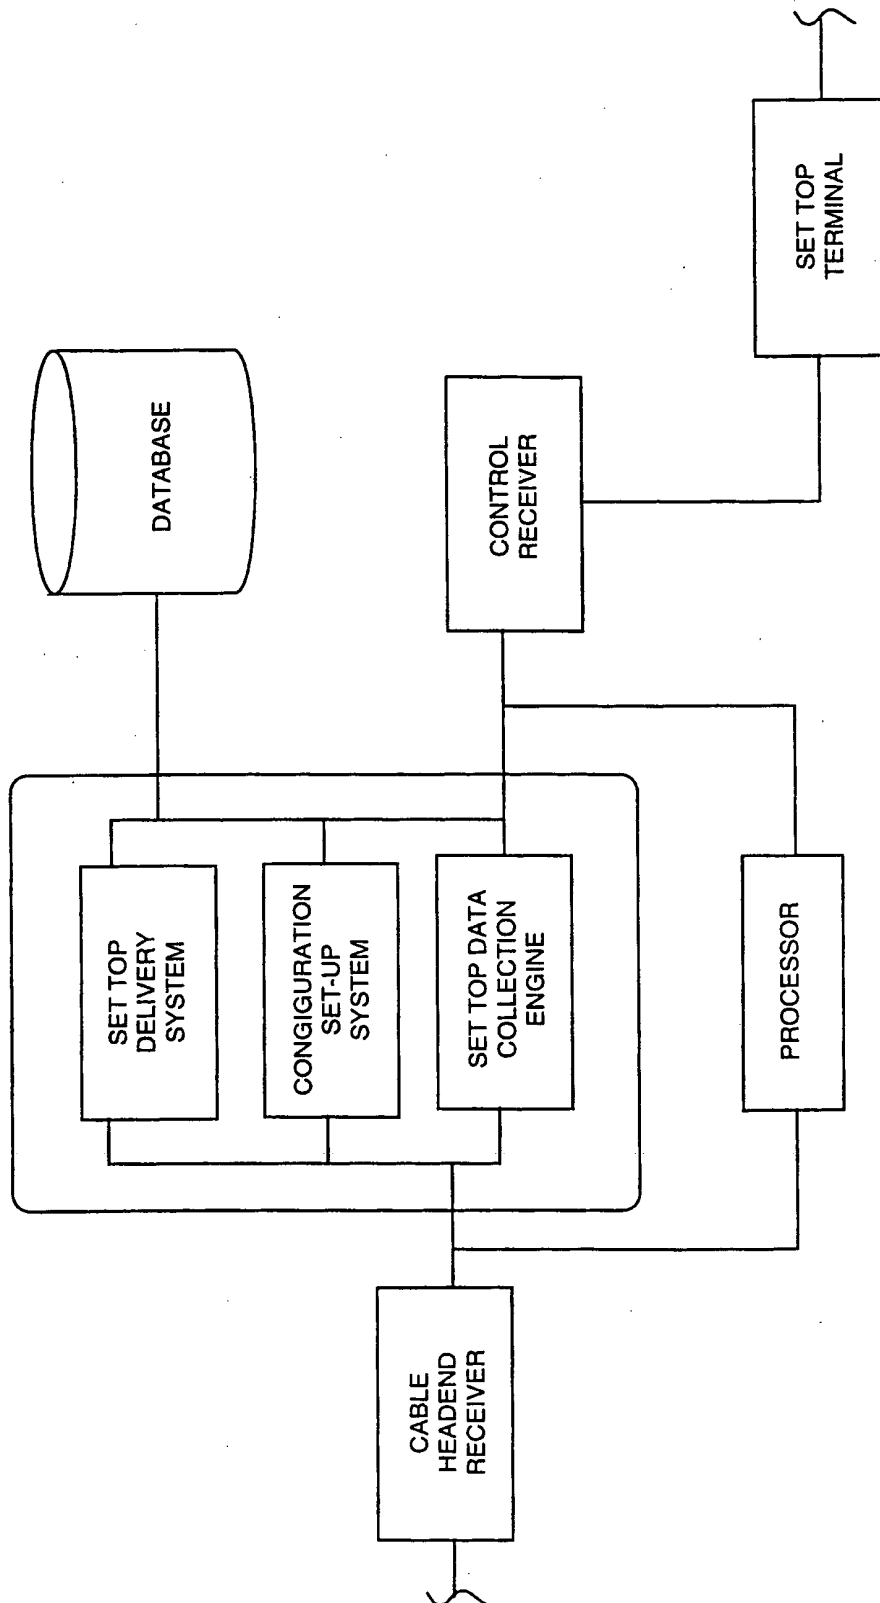 DATABASE
SET TOP
DELIVERY
SYSTEM
CONGIGURATION
SET-UP
SYSTEM
SET TOP DATA
COLLECTION
ENGINE
CABLE
HEADEND
RECEIVER
CONTROL
RECEIVER
PROCESSOR
SET TOP
TERMINAL